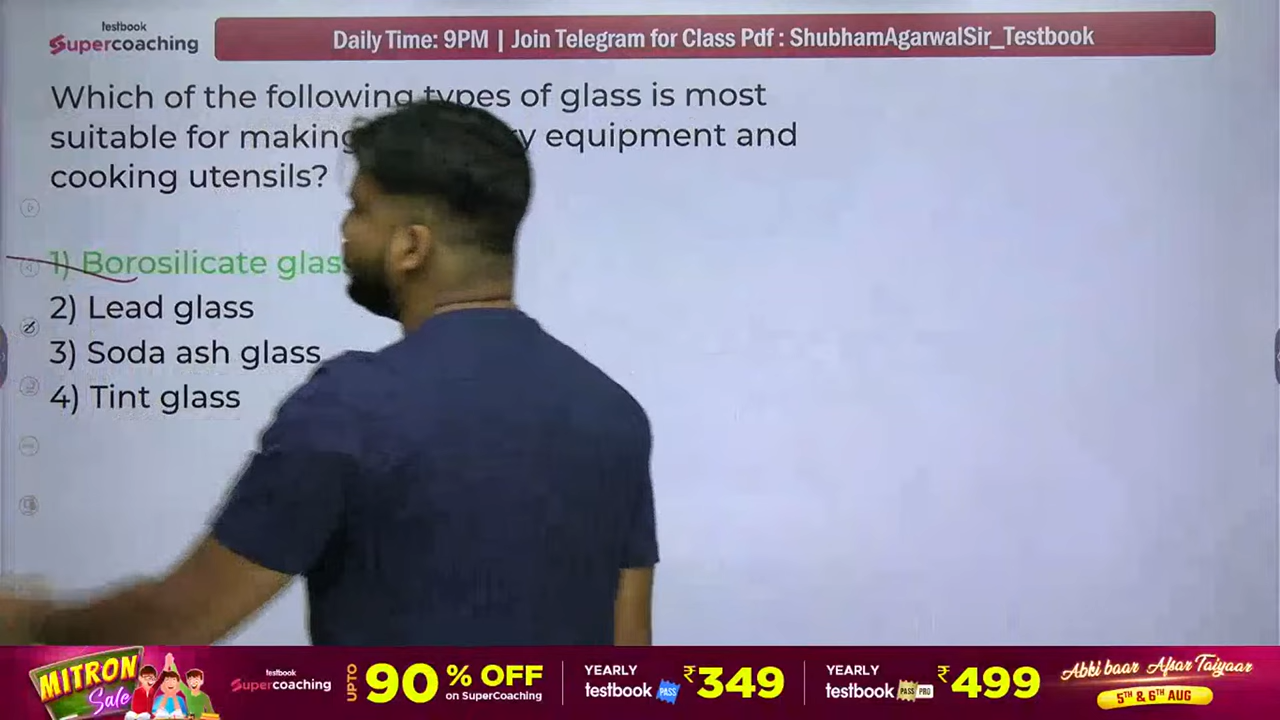 testbook
Supercoaching
Daily Time: 9PM | Join Telegram for Class Pdf : ShubhamAgarwalSir_Testbook
Which of the following types of glass is most
suitable for making equipment and
cooking utensils?
1) Borosilicate glass
2) Lead glass
3) Soda ash glass
4) Tint glass
MITRON
Sale
testbook
Supercoaching
UPTO 90 % OFF
on SuperCoaching
YEARLY
testbook PASS
₹349
YEARLY
testbook PASS PRO
₹499
Abki baar Afsar Taiyaar
5TH & 6TH AUG